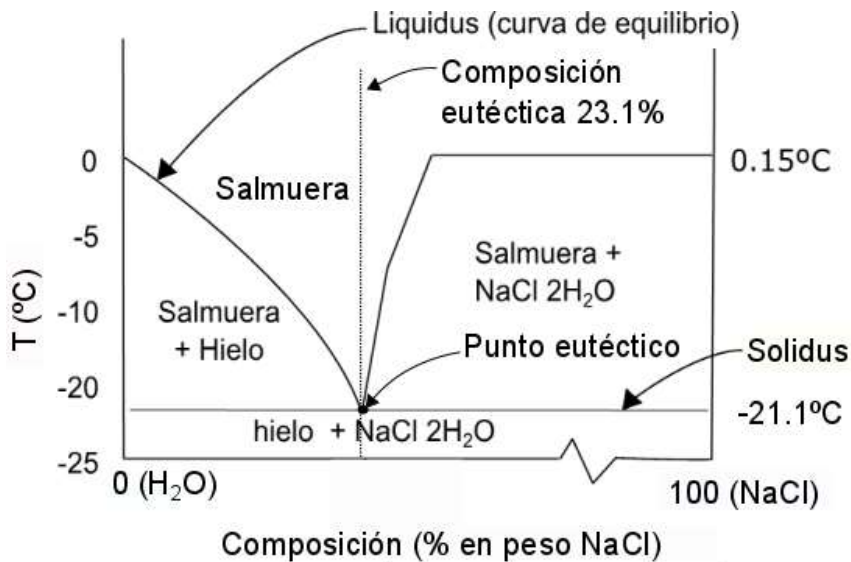 Liquidus (curva de equilibrio)
Composición
eutéctica 23.1%
0
0.15ºC
Salmuera
-5
Salmuera +
NaCl 2H₂O
T (ºC)
-10
Salmuera
+ Hielo
Punto eutéctico
Solidus
-20
-21.1ºC
hielo + NaCl 2H₂O
-25
0 (H₂O)
100 (NaCl)
Composición (% en peso NaCl)